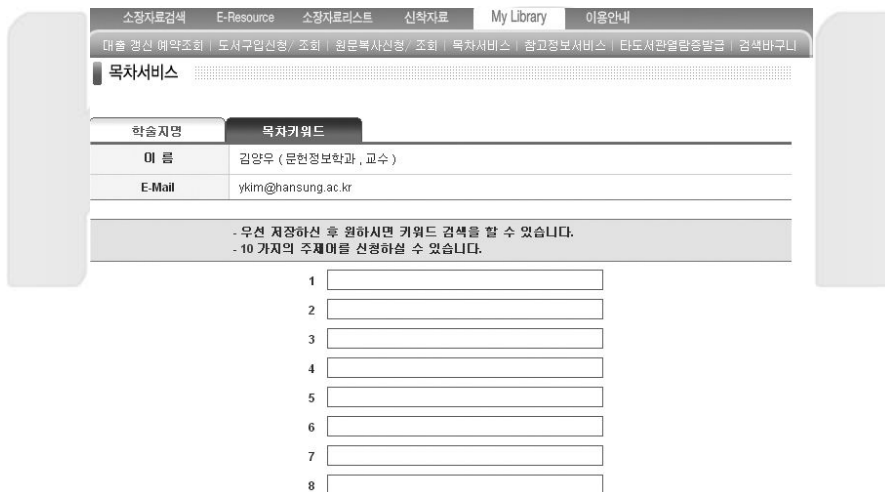 소장자료검색 E-Resource 소장자료리스트 신착자료 My Library 이용안내
대출 갱신 예약조회 | 도서구입신청/ 조회 | 원문복사신청/ 조회 | 목차서비스 | 참고정보서비스 | 타도서관열람증발급 | 검색바구니
목차서비스
학술지명 목차키워드
이 름 김양우 ( 문헌정보학과 , 교수 )
E-Mail ykim@hansung.ac.kr
- 우선 저장하신 후 원하시면 키워드 검색을 할 수 있습니다.
- 10 가지의 주제어를 신청하실 수 있습니다.
1
2
3
4
5
6
7
8